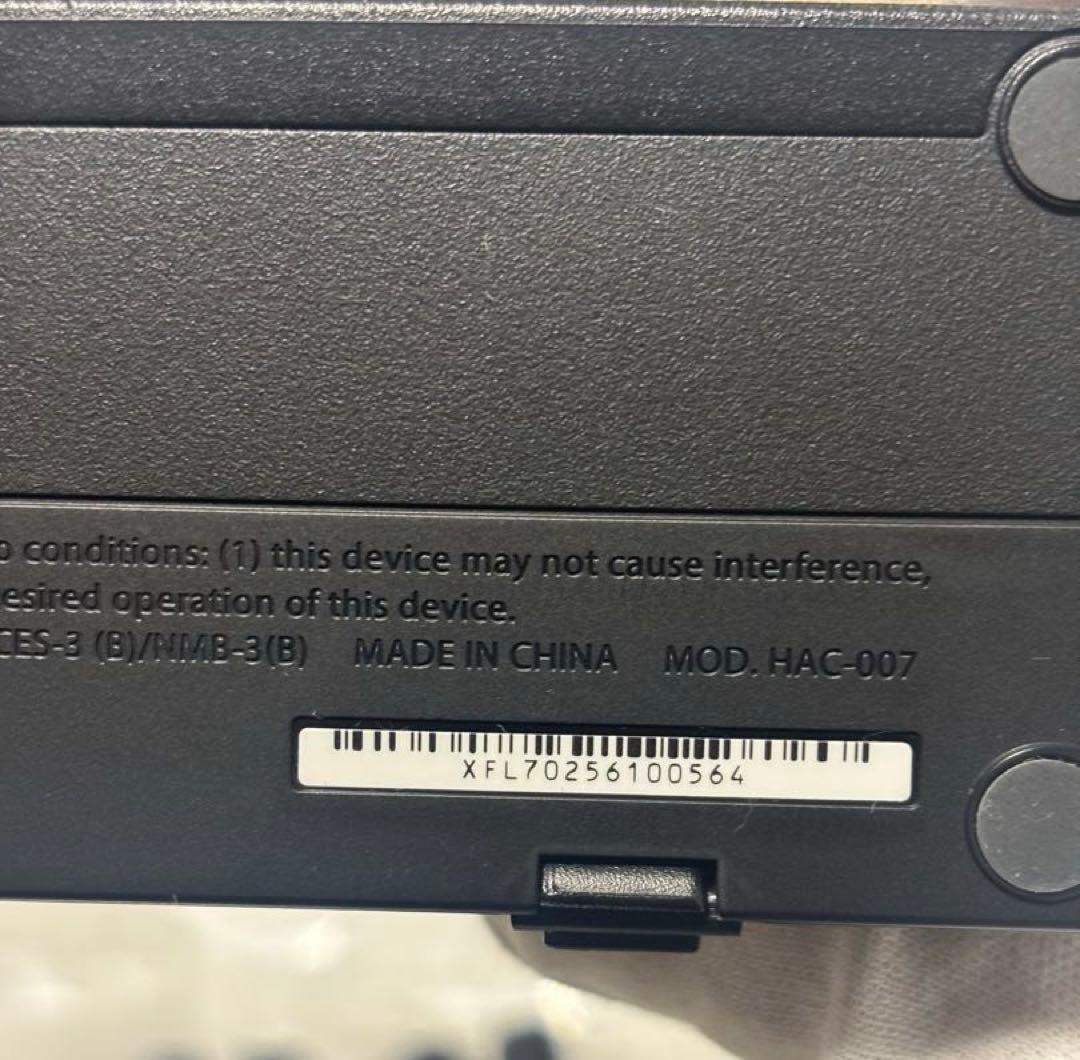 conditions: (1) this device may not cause interference,
esired operation of this device.
CES-3 (B)/NMB-3(B) MADE IN CHINA MOD. HAC-007
XFL70256100564